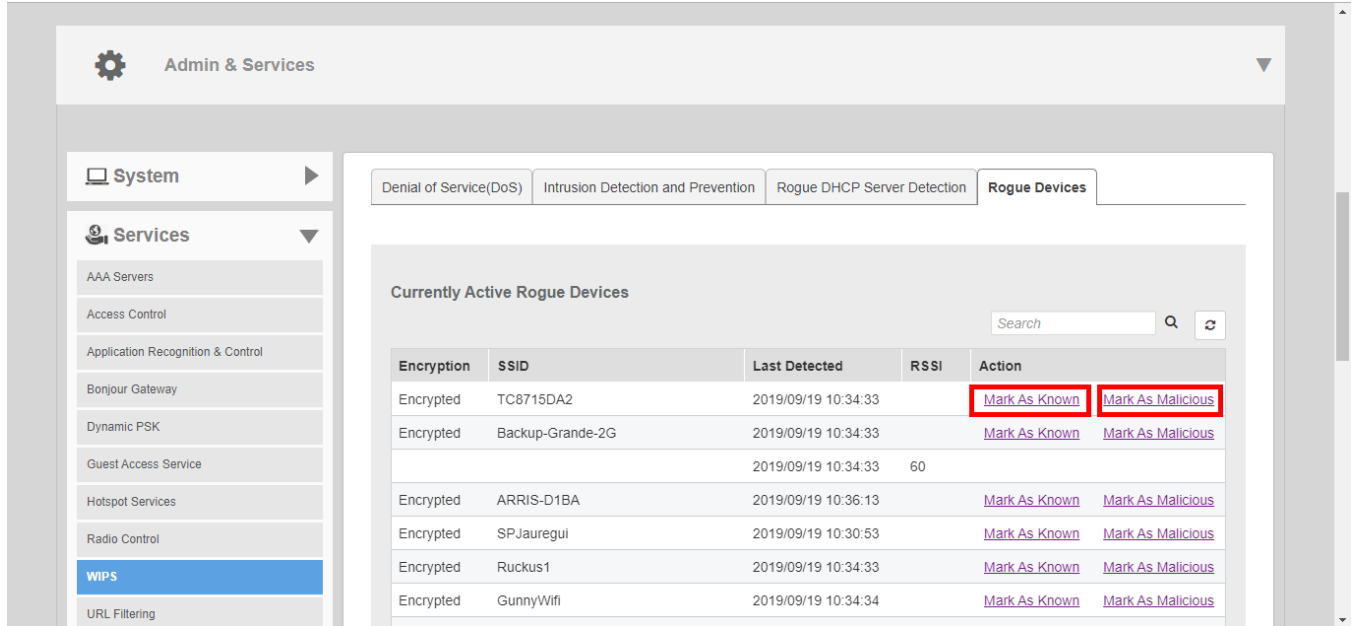 Admin & Services
System
Services
AAA Servers
Access Control
Application Recognition & Control
Bonjour Gateway
Dynamic PSK
Guest Access Service
Hotspot Services
Radio Control
WIPS
URL Filtering
Denial of Service(DoS) Intrusion Detection and Prevention Rogue DHCP Server Detection Rogue Devices
Currently Active Rogue Devices
Search
Encryption SSID Last Detected RSSI Action
Encrypted TC8715DA2 2019/09/19 10:34:33 Mark As Known Mark As Malicious
Encrypted Backup-Grande-2G 2019/09/19 10:34:33 Mark As Known Mark As Malicious
2019/09/19 10:34:33 60
Encrypted ARRIS-D1BA 2019/09/19 10:36:13 Mark As Known Mark As Malicious
Encrypted SPJauregui 2019/09/19 10:30:53 Mark As Known Mark As Malicious
Encrypted Ruckus1 2019/09/19 10:34:33 Mark As Known Mark As Malicious
Encrypted GunnyWifi 2019/09/19 10:34:34 Mark As Known Mark As Malicious